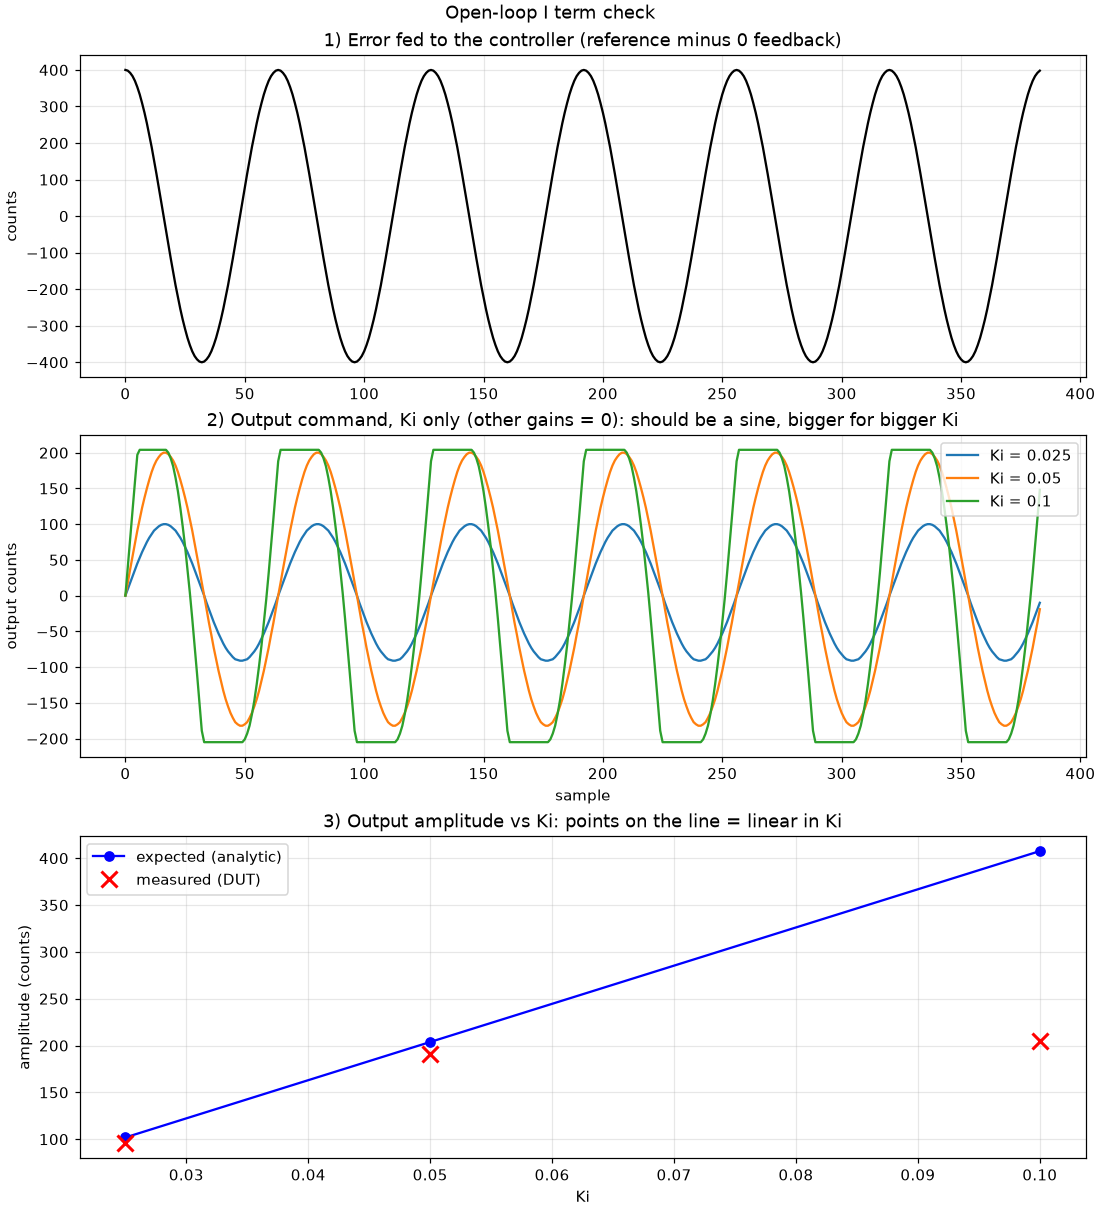 Open-loop I term check
1) Error fed to the controller (reference minus 0 feedback)
counts
400
300
200
100
0
−100
−200
−300
−400
0 50 100 150 200 250 300 350 400
2) Output command, Ki only (other gains = 0): should be a sine, bigger for bigger Ki
output counts
200
150
100
50
0
−50
−100
−150
−200
Ki = 0.025
Ki = 0.05
Ki = 0.1
0 50 100 150 200 250 300 350 400
sample
3) Output amplitude vs Ki: points on the line = linear in Ki
amplitude (counts)
400
350
300
250
200
150
100
expected (analytic)
measured (DUT)
0.03 0.04 0.05 0.06 0.07 0.08 0.09 0.10
Ki